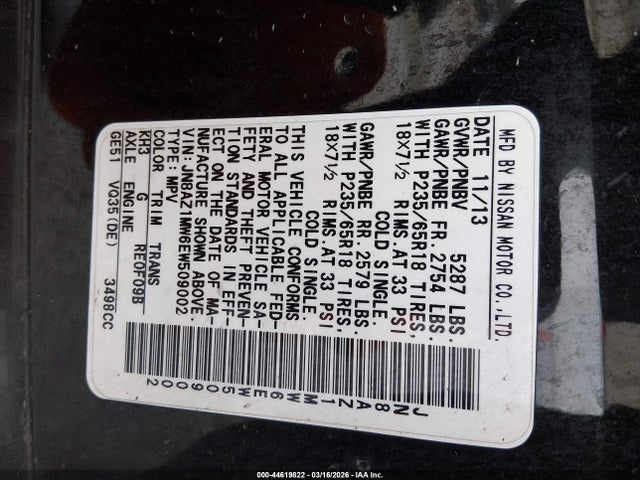 MFD BY NISSAN MOTOR CO.,LTD.
DATE 11/13
GVWR/PNBV 5287 LBS.
GAWR/PNBE FR. 2754 LBS.
WITH P235/65R18 TIRES,
18X7½ RIMS.AT 33 PSI
COLD SINGLE.
GAWR/PNBE RR. 2579 LBS.
WITH P235/65R18 TIRES.
18X7½ RIMS.AT 33 PSI
COLD SINGLE.
THIS VEHICLE CONFORMS
TO ALL APPLICABLE FED-
ERAL MOTOR VEHICLE SA-
FETY AND THEFT PREVEN-
TION STANDARDS IN EFF-
ECT ON THE DATE OF MA-
NUFACTURE SHOWN ABOVE.
VIN:JN8AZ1MW6EW509002
TYPE:MPV
COLOR TRIM TRANS
KH3 G RE0F09B
AXLE ENGINE
GE51 VQ35(DE) 3498CC
JN8AZ1MW6EW509002
000-44619822 - 03/16/2026 - IAA Inc.